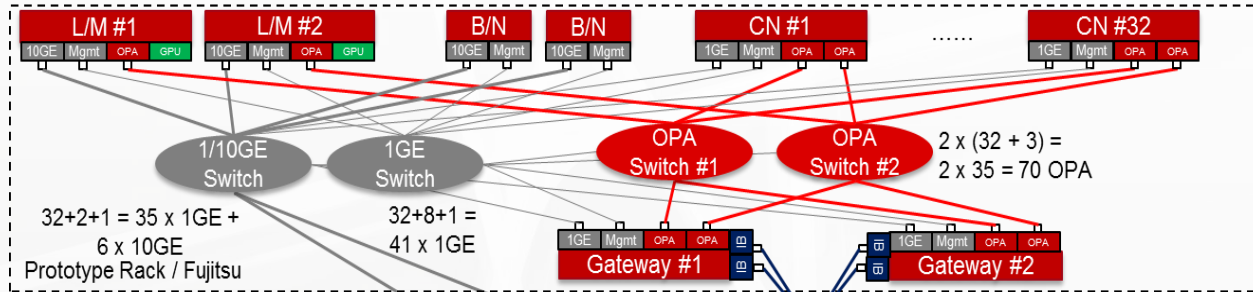 L/M #1
10GE Mgmt OPA GPU
L/M #2
10GE Mgmt OPA GPU
B/N
10GE Mgmt
B/N
10GE Mgmt
CN #1
1GE Mgmt OPA OPA
......
CN #32
1GE Mgmt OPA OPA
1/10GE
Switch
1GE
Switch
OPA
Switch #1
OPA
Switch #2
2 x (32 + 3) =
2 x 35 = 70 OPA
32+2+1 = 35 x 1GE +
6 x 10GE
Prototype Rack / Fujitsu
32+8+1 =
41 x 1GE
1GE Mgmt OPA OPA
IB
IB
Gateway #1
IB
IB
1GE Mgmt OPA OPA
Gateway #2